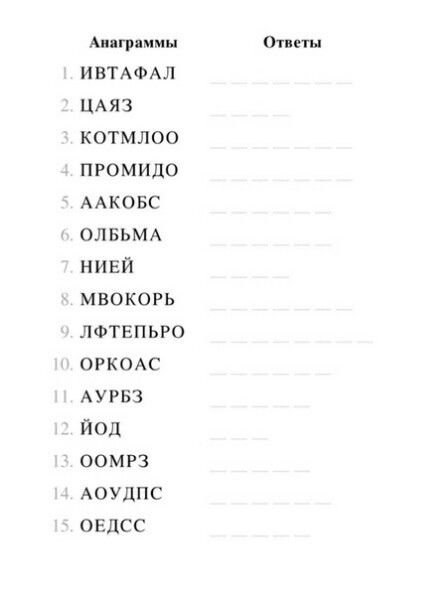 Анаграммы Ответы
1. ИВТАФАЛ
2. ЦАЯЗ
3. КОТМЛОО
4. ПРОМИДО
5. ААКОБС
6. ОЛБЬМА
7. НИЕЙ
8. МВОКОРЬ
9. ЛФТЕПЬРО
10. ОРКОАС
11. АУРБЗ
12. ЙОД
13. ООМРЗ
14. АОУДПС
15. ОЕДСС